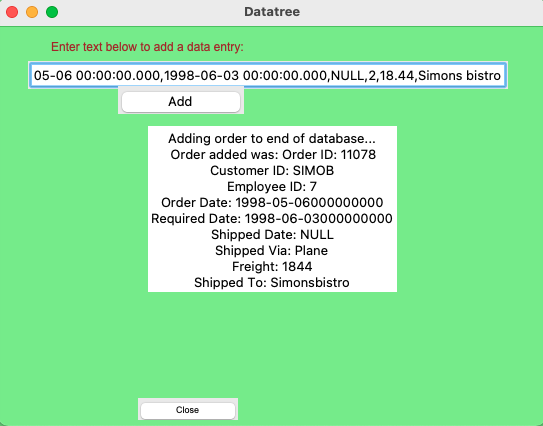 Datatree
Enter text below to add a data entry:
05-06 00:00:00.000,1998-06-03 00:00:00.000,NULL,2,18.44,Simons bistro
Add
Adding order to end of database...
Order added was: Order ID: 11078
Customer ID: SIMOB
Employee ID: 7
Order Date: 1998-05-06000000000
Required Date: 1998-06-03000000000
Shipped Date: NULL
Shipped Via: Plane
Freight: 1844
Shipped To: Simonsbistro
Close